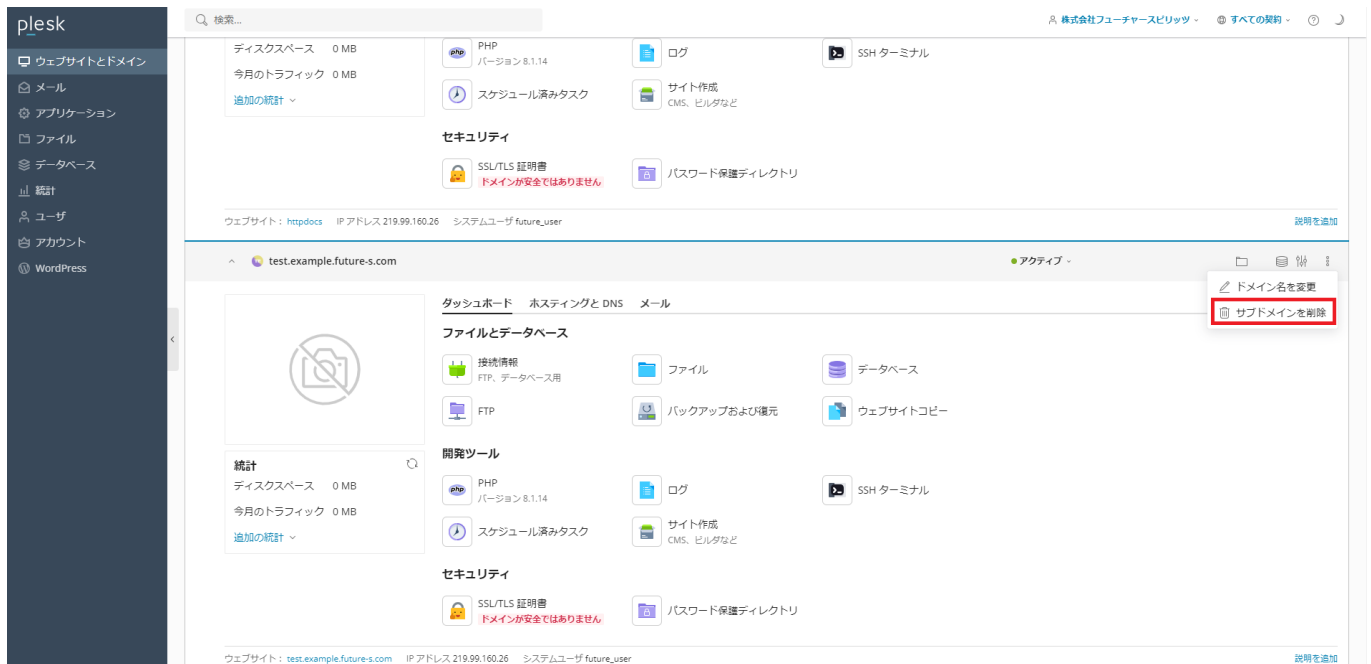 plesk
検索...
株式会社フューチャースピリッツ
すべての契約
ウェブサイトとドメイン
メール
アプリケーション
ファイル
データベース
統計
ユーザ
アカウント
WordPress
ディスクスペース 0 MB
今月のトラフィック 0 MB
追加の統計
PHP
バージョン 8.1.14
ログ
SSH ターミナル
スケジュール済みタスク
サイト作成
CMS、ビルダなど
セキュリティ
SSL/TLS 証明書
ドメインが安全ではありません
パスワード保護ディレクトリ
ウェブサイト： httpdocs IP アドレス 219.99.160.26 システムユーザ future_user
説明を追加
test.example.future-s.com
アクティブ
ドメイン名を変更
サブドメインを削除
ダッシュボード ホスティングと DNS メール
ファイルとデータベース
接続情報
FTP、データベース用
ファイル
データベース
FTP
バックアップおよび復元
ウェブサイトコピー
統計
ディスクスペース 0 MB
今月のトラフィック 0 MB
追加の統計
開発ツール
PHP
バージョン 8.1.14
ログ
SSH ターミナル
スケジュール済みタスク
サイト作成
CMS、ビルダなど
セキュリティ
SSL/TLS 証明書
ドメインが安全ではありません
パスワード保護ディレクトリ
ウェブサイト： test.example.future-s.com IP アドレス 219.99.160.26 システムユーザ future_user
説明を追加